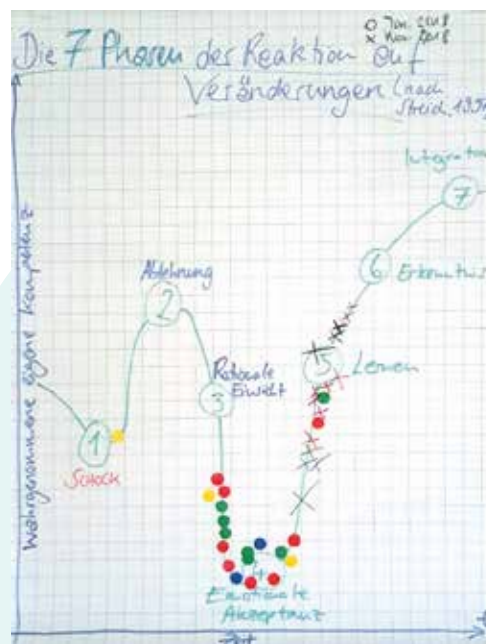 O Jan. 2018
X Nov. 2018
Die 7 Phasen der Reaktion auf
Veränderungen (nach
Streich, 1997
Integration
7
6
Erkenntnis
Ablehnung
2
Rationale
Einsicht
3
5
Lernen
1
Schock
4
Emotionale
Akzeptanz
Wahrgenommene eigene Kompetenz
Zeit